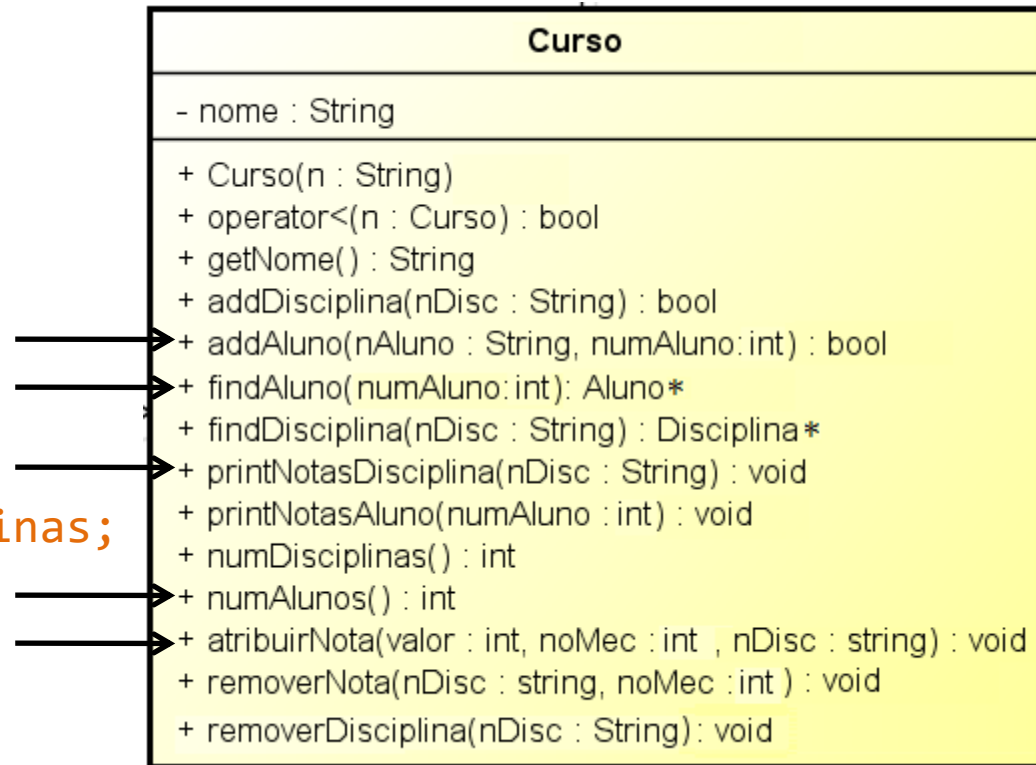 Curso
- nome : String
+ Curso(n : String)
+ operator<(n : Curso) : bool
+ getNome() : String
+ addDisciplina(nDisc : String) : bool
+ addAluno(nAluno : String, numAluno:int) : bool
+ findAluno(numAluno:int): Aluno*
+ findDisciplina(nDisc : String) : Disciplina*
+ printNotasDisciplina(nDisc : String) : void
inas;
+ printNotasAluno(numAluno :int) : void
+ numDisciplinas() : int
+ numAlunos() : int
+ atribuirNota(valor : int, noMec :int , nDisc : string) : void
+ removerNota(nDisc : string, noMec :int ) : void
+ removerDisciplina(nDisc : String): void